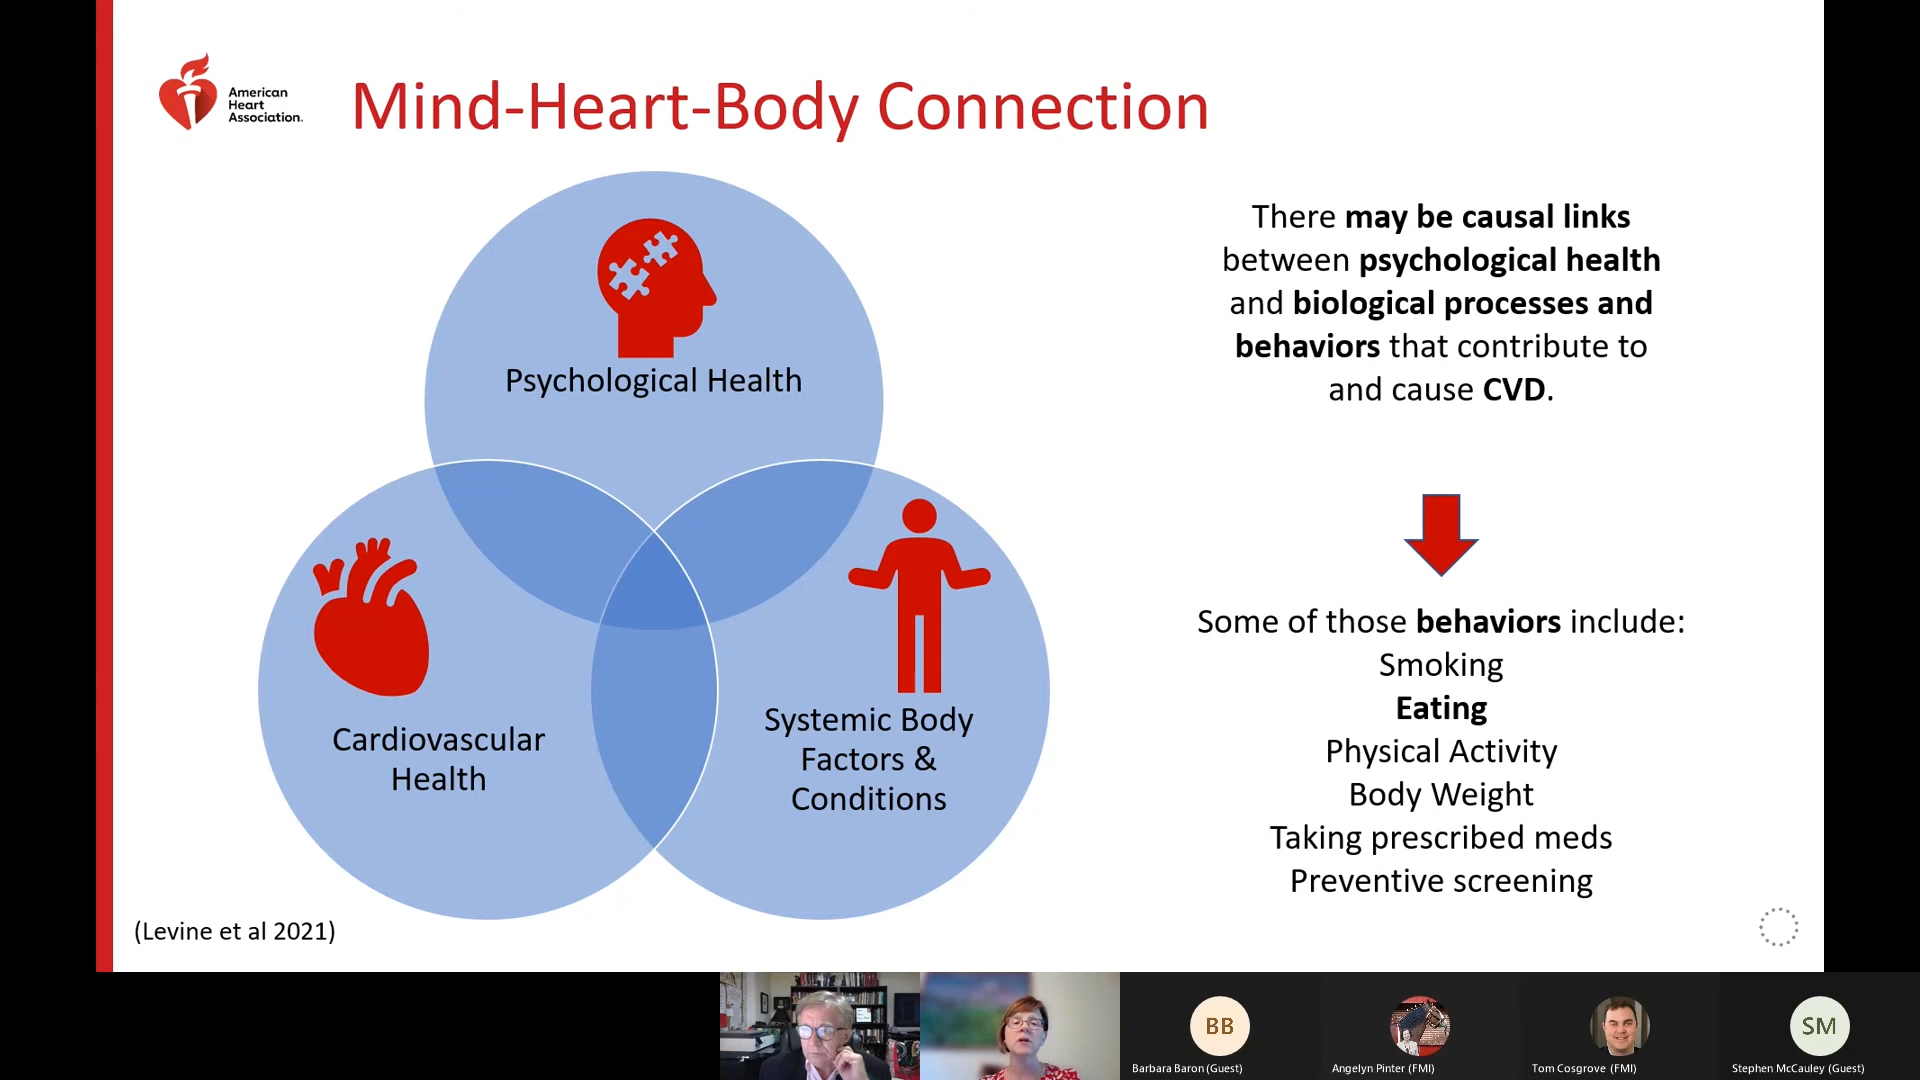 American
Heart
Association.
Mind-Heart-Body Connection
Psychological Health
Cardiovascular
Health
Systemic Body
Factors &
Conditions
There may be causal links
between psychological health
and biological processes and
behaviors that contribute to
and cause CVD.
Some of those behaviors include:
Smoking
Eating
Physical Activity
Body Weight
Taking prescribed meds
Preventive screening
(Levine et al 2021)
BB
SM
Barbara Baron (Guest)
Angelyn Pinter (FMI)
Tom Cosgrove (FMI)
Stephen McCauley (Guest)